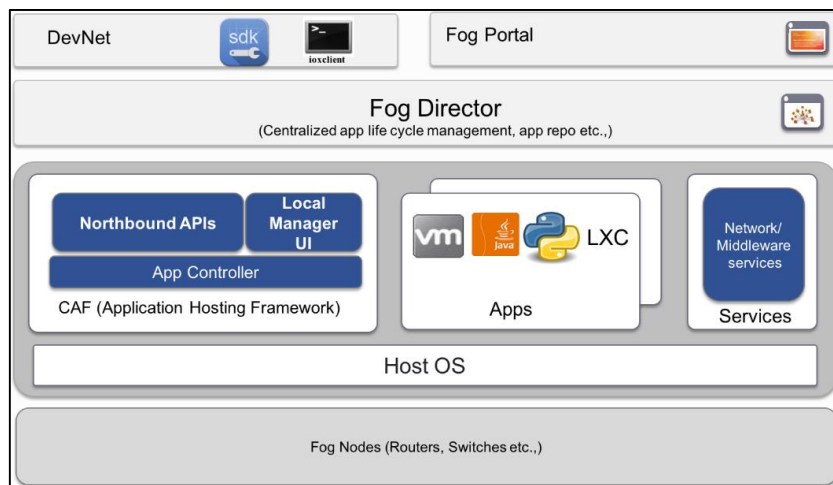 DevNet
sdk
>_
ioxclient
Fog Portal
Fog Director
(Centralized app life cycle management, app repo etc.,)
Northbound APIs
Local
Manager
UI
App Controller
CAF (Application Hosting Framework)
vm
Java
LXC
Apps
Network/
Middleware
services
Services
Host OS
Fog Nodes (Routers, Switches etc.,)